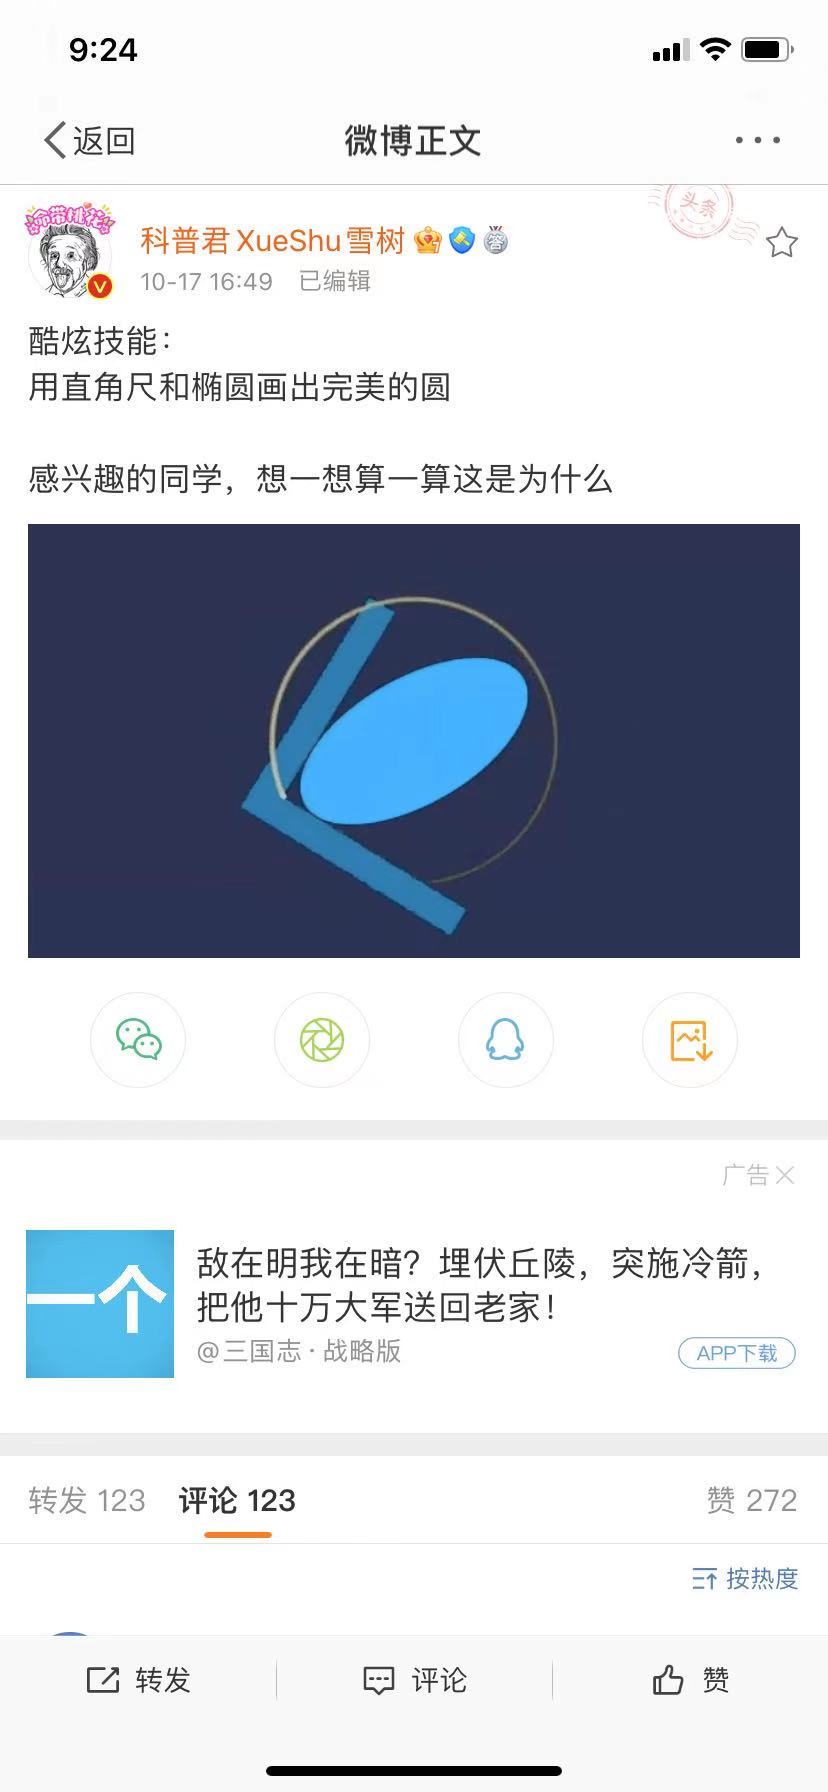 9:24
返回
微博正文
头条
命带桃花
科普君XueShu雪树
10-17 16:49 已编辑
酷炫技能：
用直角尺和椭圆画出完美的圆
感兴趣的同学，想一想算一算这是为什么
广告
一个
敌在明我在暗？埋伏丘陵，突施冷箭，
把他十万大军送回老家！
@三国志·战略版
APP下载
转发 123 评论 123 赞 272
按热度
转发 评论 赞